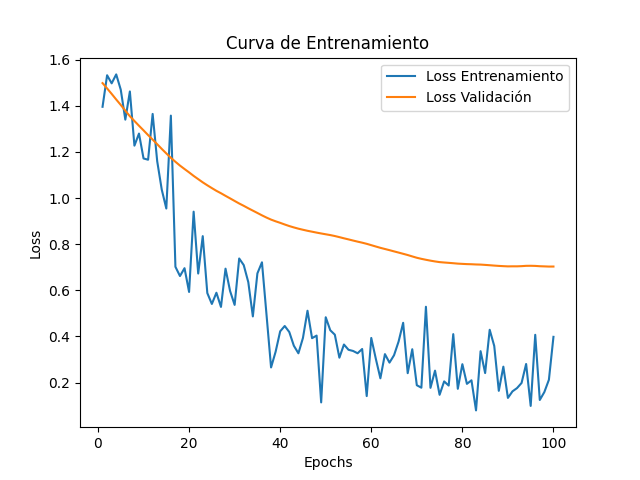 Curva de Entrenamiento
Loss Entrenamiento
Loss Validación
Loss
1.6
1.4
1.2
1.0
0.8
0.6
0.4
0.2
0 20 40 60 80 100
Epochs